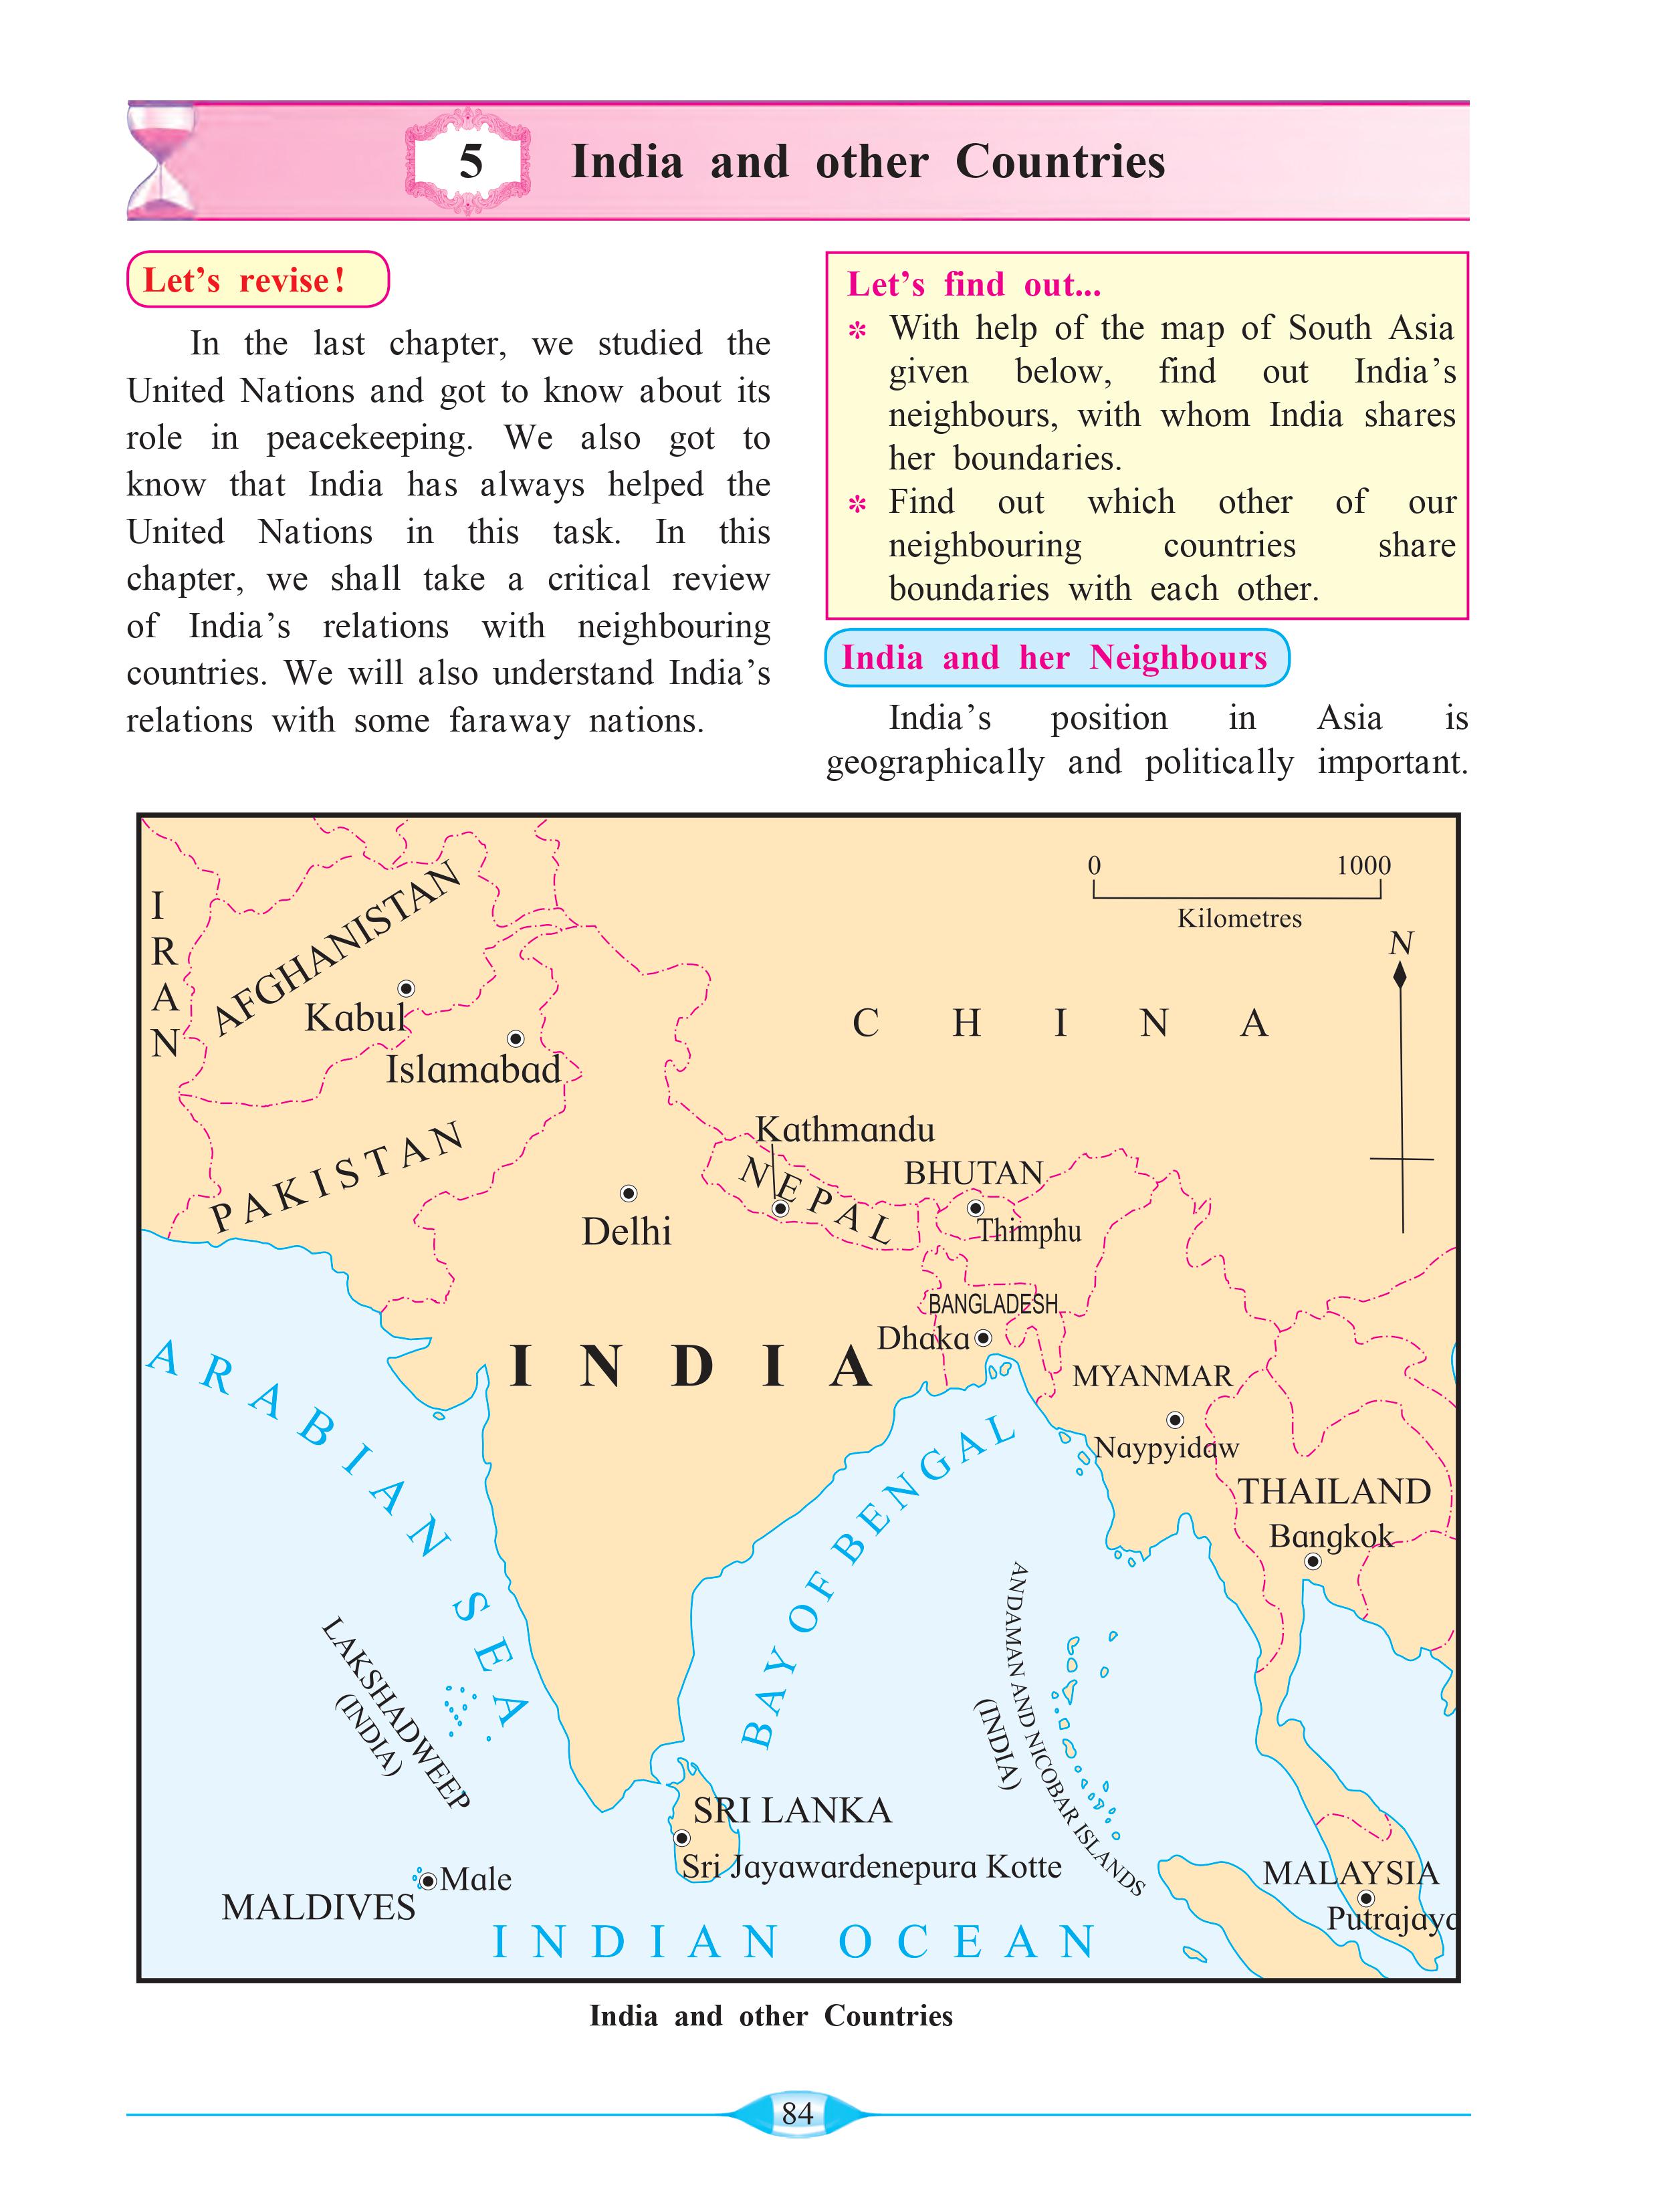 5 India and other Countries
Let's revise!
In the last chapter, we studied the
United Nations and got to know about its
role in peacekeeping. We also got to
know that India has always helped the
United Nations in this task. In this
chapter, we shall take a critical review
of India's relations with neighbouring
countries. We will also understand India's
relations with some faraway nations.
Let's find out...
* With help of the map of South Asia
given below, find out India's
neighbours, with whom India shares
her boundaries.
* Find out which other of our
neighbouring countries share
boundaries with each other.
India and her Neighbours
India's position in Asia is
geographically and politically important.
0 1000
Kilometres
N
IRAN
AFGHANISTAN
Kabul
Islamabad
CHINA
PAKISTAN
Kathmandu
NEPAL
BHUTAN
Thimphu
Delhi
BANGLADESH
Dhaka
INDIA
MYANMAR
Naypyidaw
ARABIAN SEA
BAY OF BENGAL
THAILAND
Bangkok
LAKSHADWEEP
(INDIA)
ANDAMAN AND NICOBAR ISLANDS
(INDIA)
SRI LANKA
Sri Jayawardenepura Kotte
Male
MALDIVES
MALAYSIA
Putrajaya
INDIAN OCEAN
India and other Countries
84